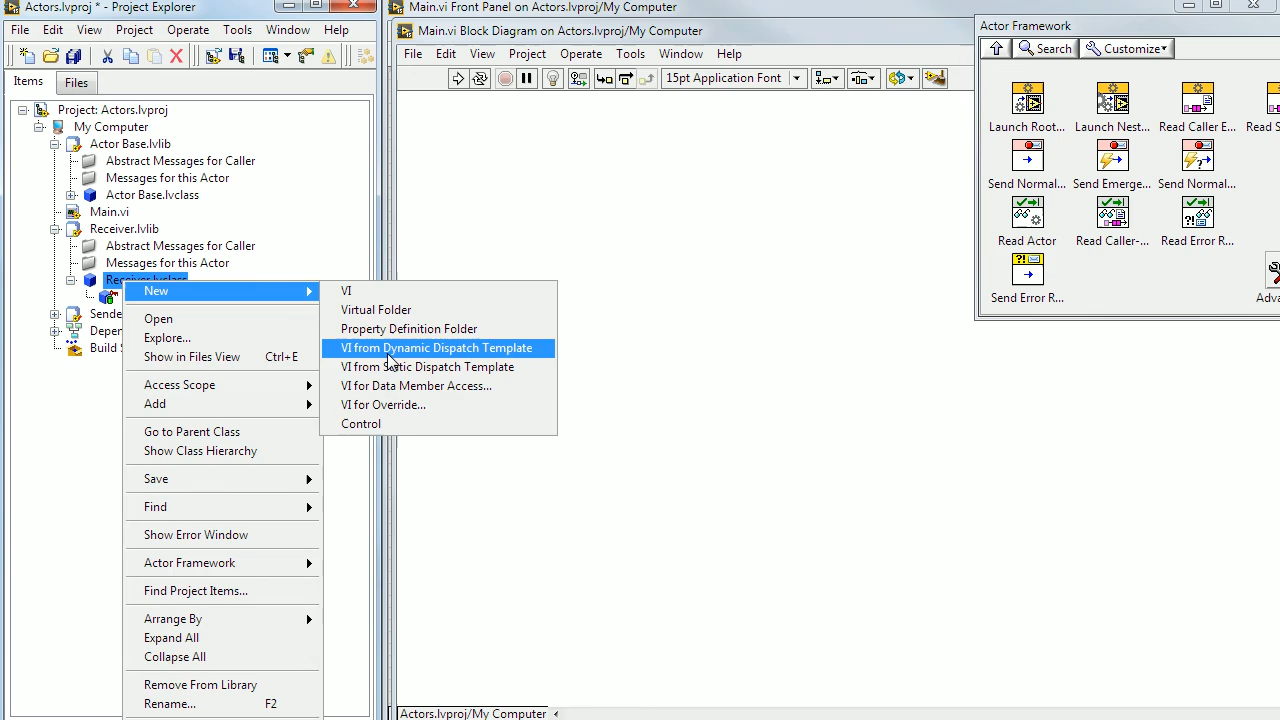 Actors.lvproj * - Project Explorer
File Edit View Project Operate Tools Window Help
Items Files
Project: Actors.lvproj
My Computer
Actor Base.lvlib
Abstract Messages for Caller
Messages for this Actor
Actor Base.lvclass
Main.vi
Receiver.lvlib
Abstract Messages for Caller
Messages for this Actor
Receiver.lvclass
Sende
Depen
Build S
New
Open
Explore...
Show in Files View Ctrl+E
Access Scope
Add
Go to Parent Class
Show Class Hierarchy
Save
Find
Show Error Window
Actor Framework
Find Project Items...
Arrange By
Expand All
Collapse All
Remove From Library
Rename... F2
VI
Virtual Folder
Property Definition Folder
VI from Dynamic Dispatch Template
VI from Static Dispatch Template
VI for Data Member Access...
VI for Override...
Control
Main.vi Front Panel on Actors.lvproj/My Computer
Main.vi Block Diagram on Actors.lvproj/My Computer
File Edit View Project Operate Tools Window Help
15pt Application Font
Actors.lvproj/My Computer
Actor Framework
Search Customize
Launch Root... Launch Nest... Read Caller E... Read S
Send Normal... Send Emerge... Send Normal...
Read Actor Read Caller-... Read Error R...
Send Error R... Adva